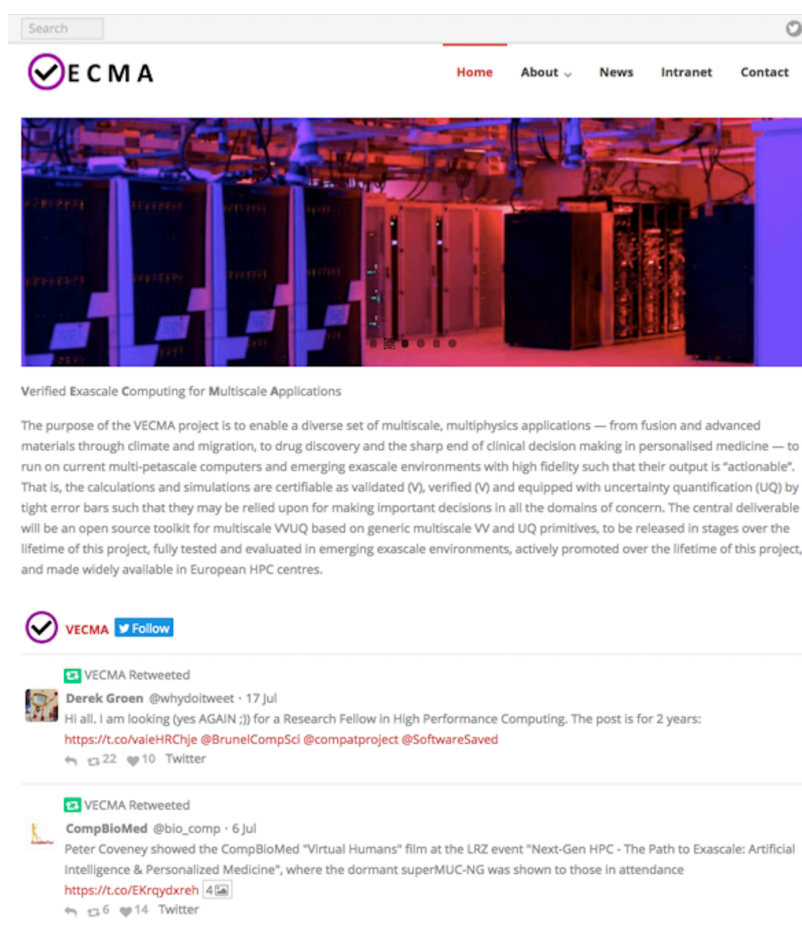 Search
VECMA
Home About News Intranet Contact
Verified Exascale Computing for Multiscale Applications
The purpose of the VECMA project is to enable a diverse set of multiscale, multiphysics applications — from fusion and advanced
materials through climate and migration, to drug discovery and the sharp end of clinical decision making in personalised medicine — to
run on current multi-petascale computers and emerging exascale environments with high fidelity such that their output is “actionable”.
That is, the calculations and simulations are certifiable as validated (V), verified (V) and equipped with uncertainty quantification (UQ) by
tight error bars such that they may be relied upon for making important decisions in all the domains of concern. The central deliverable
will be an open source toolkit for multiscale VVUQ based on generic multiscale VV and UQ primitives, to be released in stages over the
lifetime of this project, fully tested and evaluated in emerging exascale environments, actively promoted over the lifetime of this project,
and made widely available in European HPC centres.
VECMA Follow
VECMA Retweeted
Derek Groen @whydoitweet · 17 Jul
Hi all. I am looking (yes AGAIN ;)) for a Research Fellow in High Performance Computing. The post is for 2 years:
https://t.co/vaieHRChje @BrunelCompSci @compatproject @SoftwareSaved
22 10 Twitter
VECMA Retweeted
CompBioMed @bio_comp · 6 Jul
Peter Coveney showed the CompBioMed "Virtual Humans" film at the LRZ event "Next-Gen HPC - The Path to Exascale: Artificial
Intelligence & Personalized Medicine", where the dormant superMUC-NG was shown to those in attendance
https://t.co/EKrqydxreh 4
6 14 Twitter